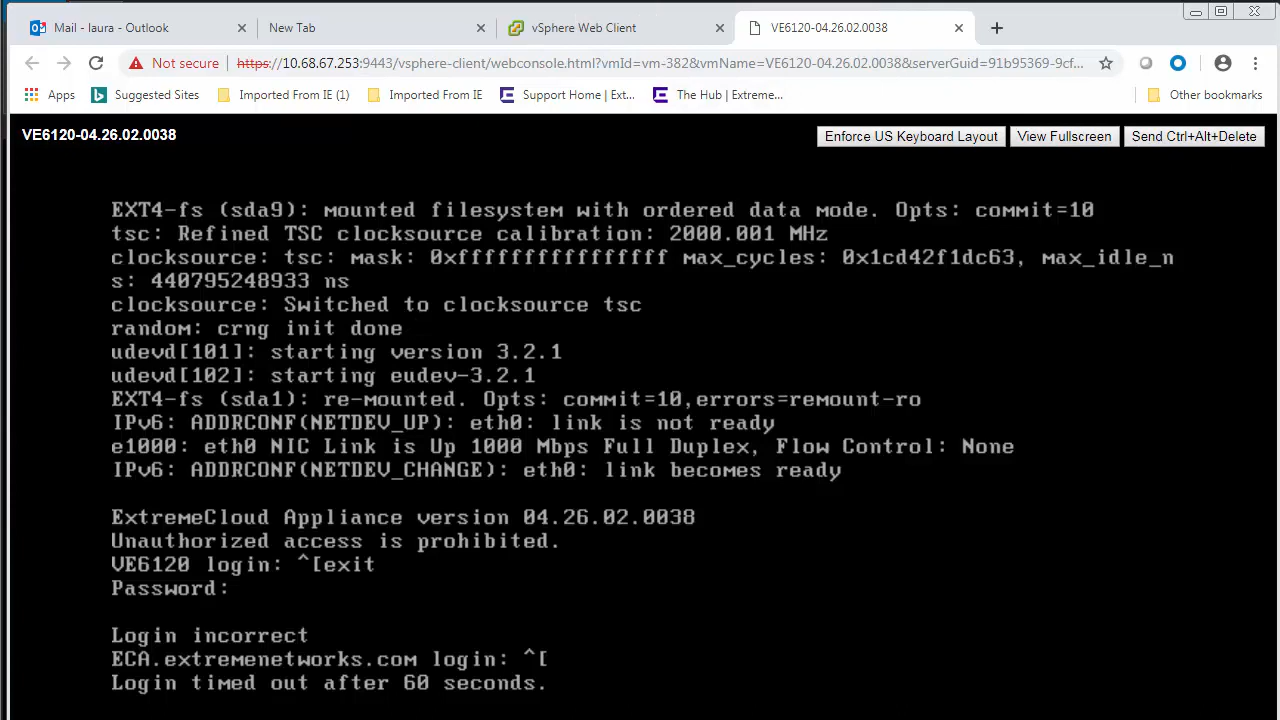 Mail - laura - Outlook
New Tab
vSphere Web Client
VE6120-04.26.02.0038
Not secure
https://10.68.67.253:9443/vsphere-client/webconsole.html?vmId=vm-382&vmName=VE6120-04.26.02.0038&serverGuid=91b95369-9cf...
Apps
Suggested Sites
Imported From IE (1)
Imported From IE
Support Home | Ext...
The Hub | Extreme...
Other bookmarks
VE6120-04.26.02.0038
Enforce US Keyboard Layout
View Fullscreen
Send Ctrl+Alt+Delete
EXT4-fs (sda9): mounted filesystem with ordered data mode. Opts: commit=10
tsc: Refined TSC clocksource calibration: 2000.001 MHz
clocksource: tsc: mask: 0xffffffffffffffff max_cycles: 0x1cd42f1dc63, max_idle_n
s: 440795248933 ns
clocksource: Switched to clocksource tsc
random: crng init done
udevd[101]: starting version 3.2.1
udevd[102]: starting eudev-3.2.1
EXT4-fs (sda1): re-mounted. Opts: commit=10,errors=remount-ro
IPv6: ADDRCONF(NETDEV_UP): eth0: link is not ready
e1000: eth0 NIC Link is Up 1000 Mbps Full Duplex, Flow Control: None
IPv6: ADDRCONF(NETDEV_CHANGE): eth0: link becomes ready
ExtremeCloud Appliance version 04.26.02.0038
Unauthorized access is prohibited.
VE6120 login: ^[exit
Password:
Login incorrect
ECA.extremenetworks.com login: ^[
Login timed out after 60 seconds.